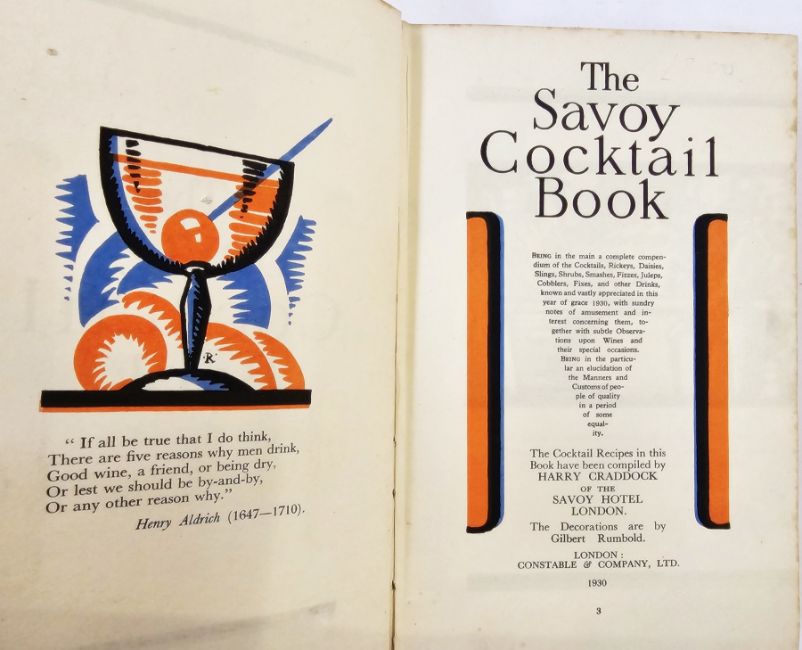 R
" If all be true that I do think,
There are five reasons why men drink,
Good wine, a friend, or being dry,
Or lest we should be by-and-by,
Or any other reason why."
Henry Aldrich (1647—1710).
The
Savoy
Cocktail
Book
BEING in the main a complete compen-
dium of the Cocktails, Rickeys, Daisies,
Slings, Shrubs, Smashes, Fizzes, Juleps,
Cobblers, Fixes, and other Drinks,
known and vastly appreciated in this
year of grace 1930, with sundry
notes of amusement and in-
terest concerning them, to-
gether with subtle Observa-
tions upon Wines and
their special occasions.
BEING in the particu-
lar an elucidation of
the Manners and
Customs of peo-
ple of quality
in a period
of some
equal-
ity.
The Cocktail Recipes in this
Book have been compiled by
HARRY CRADDOCK
OF THE
SAVOY HOTEL
LONDON.
The Decorations are by
Gilbert Rumbold.
LONDON :
CONSTABLE & COMPANY, LTD.
1930
3